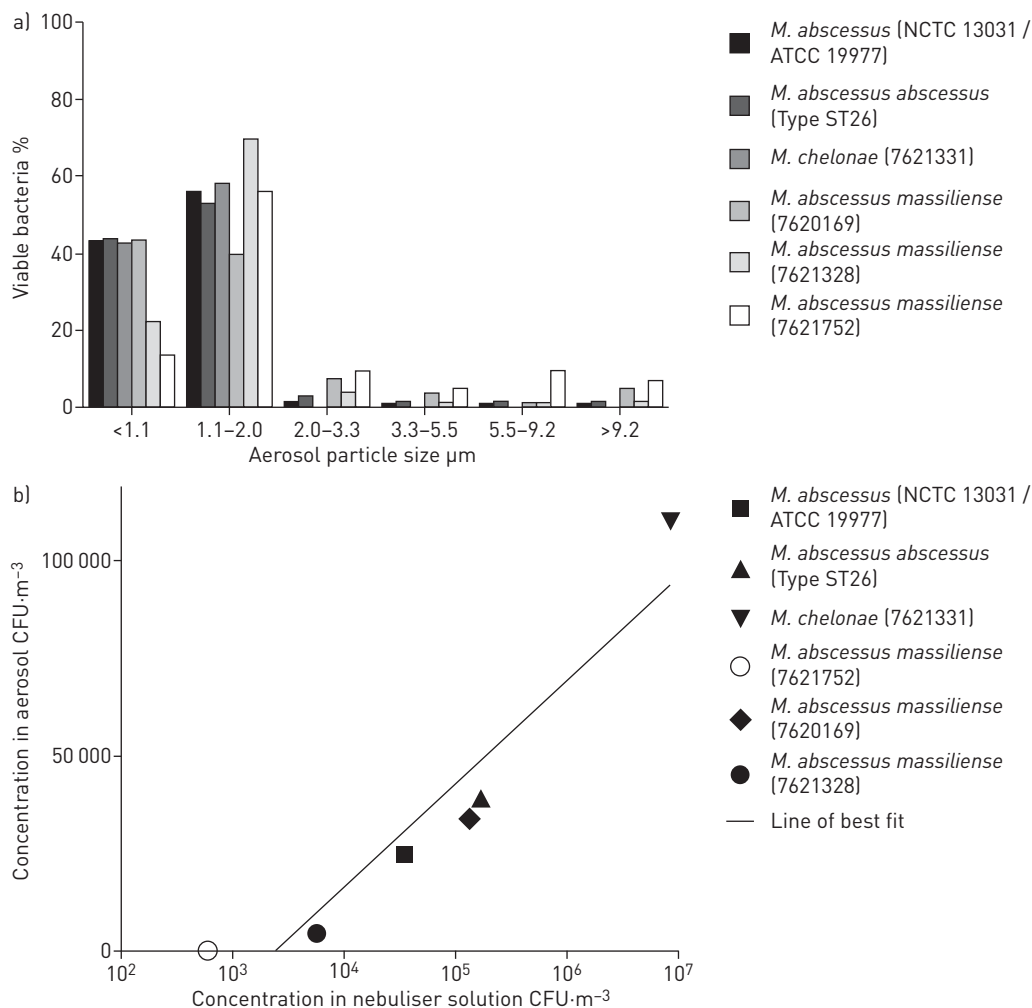 a)
100
80
60
40
20
0
Viable bacteria %
<1.1
1.1–2.0
2.0–3.3
3.3–5.5
5.5–9.2
>9.2
Aerosol particle size µm
M. abscessus (NCTC 13031 /
ATCC 19977)
M. abscessus abscessus
(Type ST26)
M. chelonae (7621331)
M. abscessus massiliense
(7620169)
M. abscessus massiliense
(7621328)
M. abscessus massiliense
(7621752)
b)
100 000
50 000
0
Concentration in aerosol CFU·m⁻³
10²
10³
10⁴
10⁵
10⁶
10⁷
Concentration in nebuliser solution CFU·m⁻³
M. abscessus (NCTC 13031 /
ATCC 19977)
M. abscessus abscessus
(Type ST26)
M. chelonae (7621331)
M. abscessus massiliense
(7621752)
M. abscessus massiliense
(7620169)
M. abscessus massiliense
(7621328)
Line of best fit